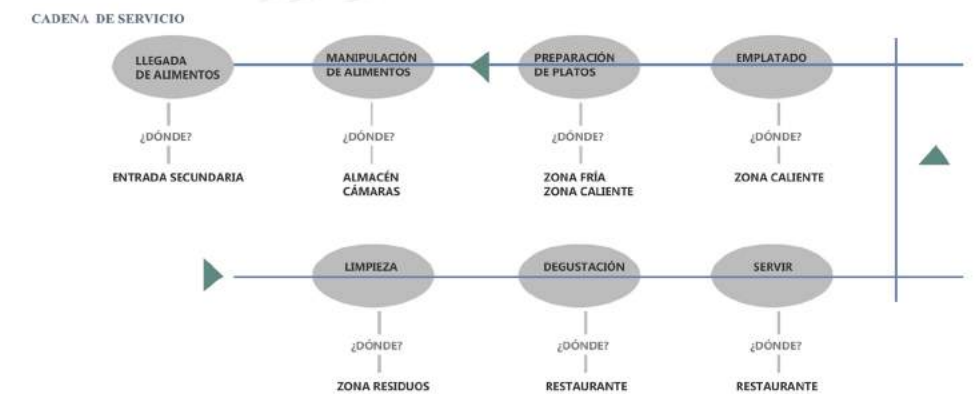 CADENA DE SERVICIO
LLEGADA
DE ALIMENTOS
MANIPULACIÓN
DE ALIMENTOS
PREPARACIÓN
DE PLATOS
EMPLATADO
¿DÓNDE?
¿DÓNDE?
¿DÓNDE?
¿DÓNDE?
ENTRADA SECUNDARIA
ALMACÉN
CÁMARAS
ZONA FRÍA
ZONA CALIENTE
ZONA CALIENTE
LIMPIEZA
DEGUSTACIÓN
SERVIR
¿DÓNDE?
¿DÓNDE?
¿DÓNDE?
ZONA RESIDUOS
RESTAURANTE
RESTAURANTE